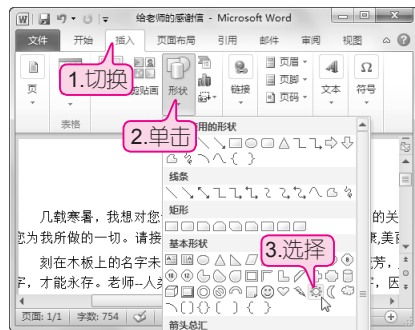 给老师的感谢信 - Microsoft Word
文件 开始 插入 页面布局 引用 邮件 审阅 视图
1.切换
页 剪贴画 形状 链接 页眉 页脚 页码 文本 符号
表格
2.单击
用的形状
线条
矩形
基本形状
3.选择
箭头总汇
几载寒暑，我想对您 的关
您为我所做的一切。请接
刻在木板上的名字未
字，才能永存。老师–人类
页面: 1/1 字数: 754